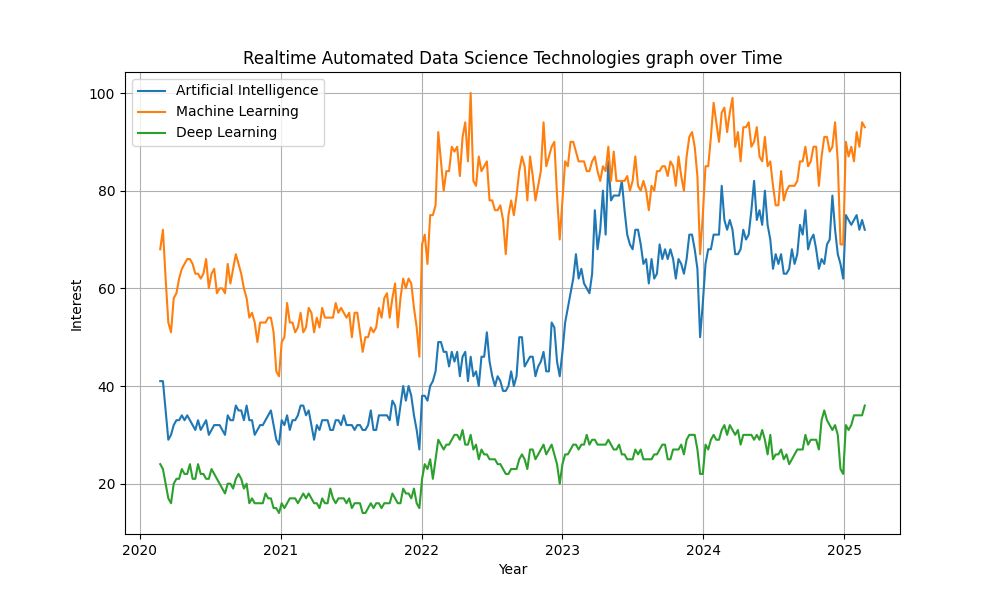 Realtime Automated Data Science Technologies graph over Time
Artificial Intelligence
Machine Learning
Deep Learning
100
80
60
40
20
Interest
2020 2021 2022 2023 2024 2025
Year